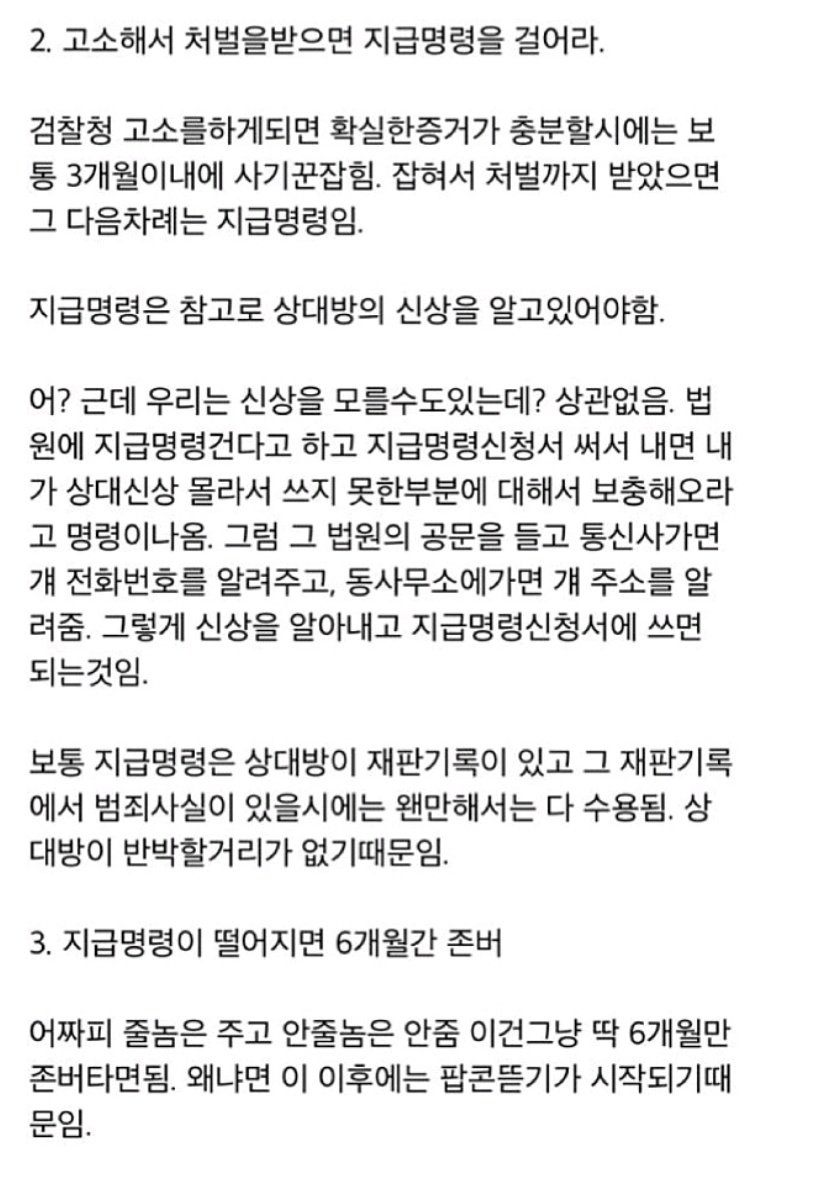 2. 고소해서 처벌을받으면 지급명령을 걸어라.
검찰청 고소를하게되면 확실한증거가 충분할시에는 보
통 3개월이내에 사기꾼잡힘. 잡혀서 처벌까지 받았으면
그 다음차례는 지급명령임.
지급명령은 참고로 상대방의 신상을 알고있어야함.
어? 근데 우리는 신상을 모를수도있는데? 상관없음. 법
원에 지급명령건다고 하고 지급명령신청서 써서 내면 내
가 상대신상 몰라서 쓰지 못한부분에 대해서 보충해오라
고 명령이나옴. 그럼 그 법원의 공문을 들고 통신사가면
걔 전화번호를 알려주고, 동사무소에가면 걔 주소를 알
려줌. 그렇게 신상을 알아내고 지급명령신청서에 쓰면
되는것임.
보통 지급명령은 상대방이 재판기록이 있고 그 재판기록
에서 범죄사실이 있을시에는 왠만해서는 다 수용됨. 상
대방이 반박할거리가 없기때문임.
3. 지급명령이 떨어지면 6개월간 존버
어짜피 줄놈은 주고 안줄놈은 안줌 이건그냥 딱 6개월만
존버타면됨. 왜냐면 이 이후에는 팝콘뜯기가 시작되기때
문임.